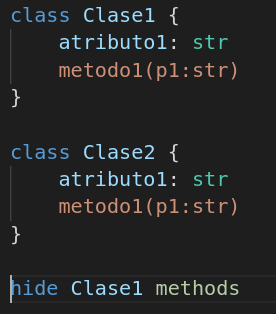 class Clase1 {
    atributo1: str
    metodo1(p1:str)
}

class Clase2 {
    atributo1: str
    metodo1(p1:str)
}

hide Clase1 methods